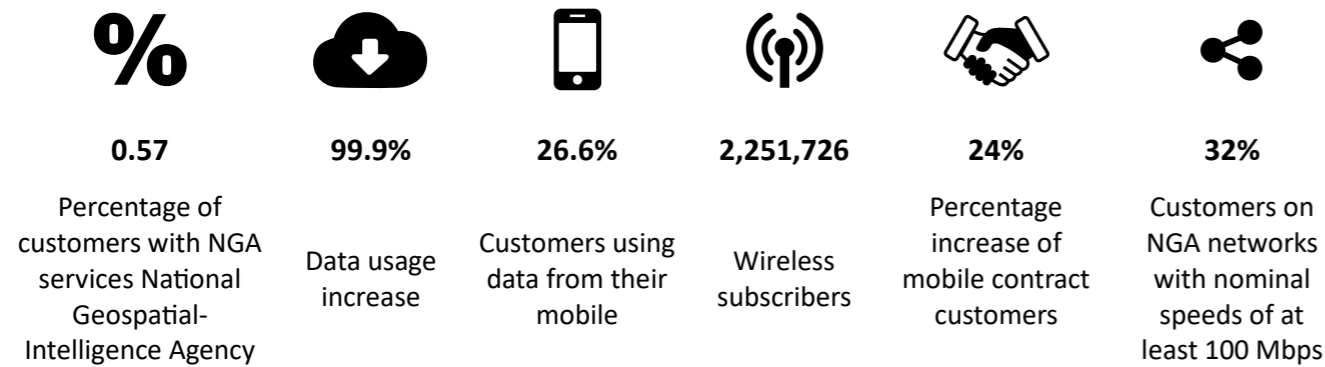 %
0.57
Percentage of
customers with NGA
services National
Geospatial-
Intelligence Agency
99.9%
Data usage
increase
26.6%
Customers using
data from their
mobile
2,251,726
Wireless
subscribers
24%
Percentage
increase of
mobile contract
customers
32%
Customers on
NGA networks
with nominal
speeds of at
least 100 Mbps